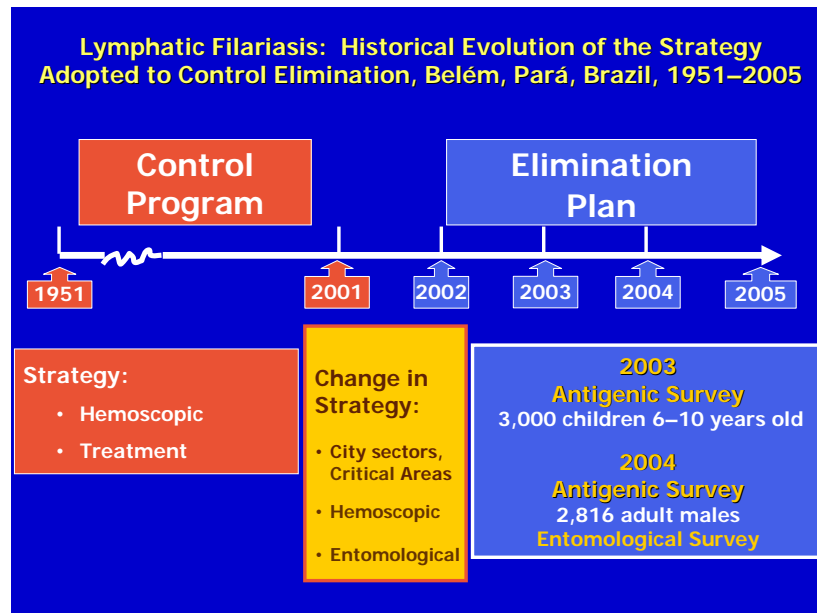 Lymphatic Filariasis: Historical Evolution of the Strategy
Adopted to Control Elimination, Belém, Pará, Brazil, 1951–2005
Control
Program
Elimination
Plan
1951
2001
2002
2003
2004
2005
Strategy:
• Hemoscopic
• Treatment
Change in
Strategy:
• City sectors,
Critical Areas
• Hemoscopic
• Entomological
2003
Antigenic Survey
3,000 children 6–10 years old
2004
Antigenic Survey
2,816 adult males
Entomological Survey